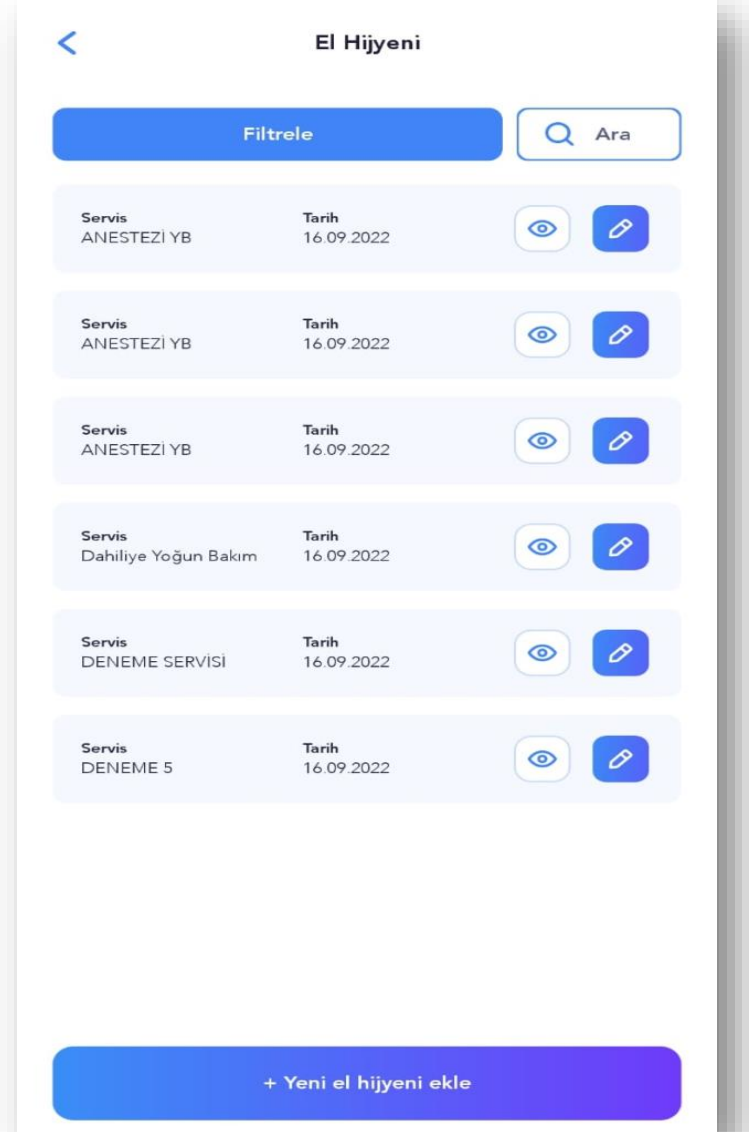 El Hijyeni
Filtrele
Ara
Servis Tarih
ANESTEZİ YB 16.09.2022
Servis Tarih
ANESTEZİ YB 16.09.2022
Servis Tarih
ANESTEZİ YB 16.09.2022
Servis Tarih
Dahiliye Yoğun Bakım 16.09.2022
Servis Tarih
DENEME SERVİSİ 16.09.2022
Servis Tarih
DENEME 5 16.09.2022
+ Yeni el hijyeni ekle